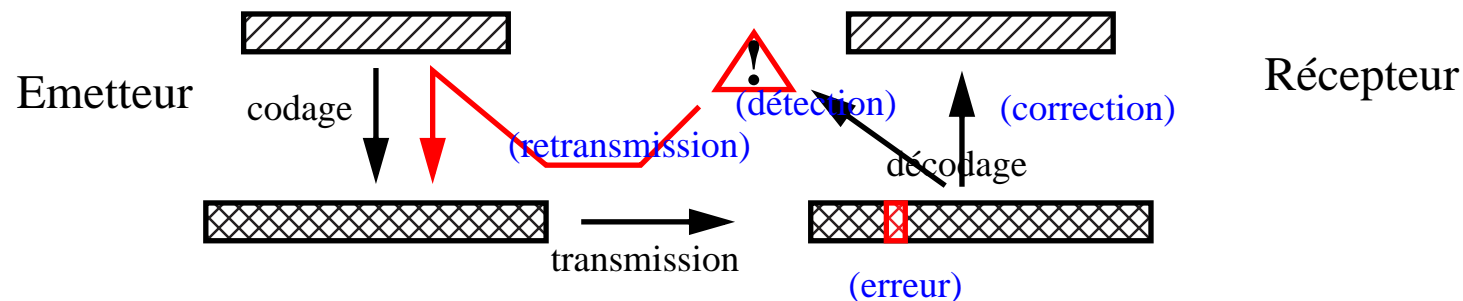 Emetteur
codage
(retransmission)
!
(détection)
décodage
(correction)
Récepteur
transmission
(erreur)